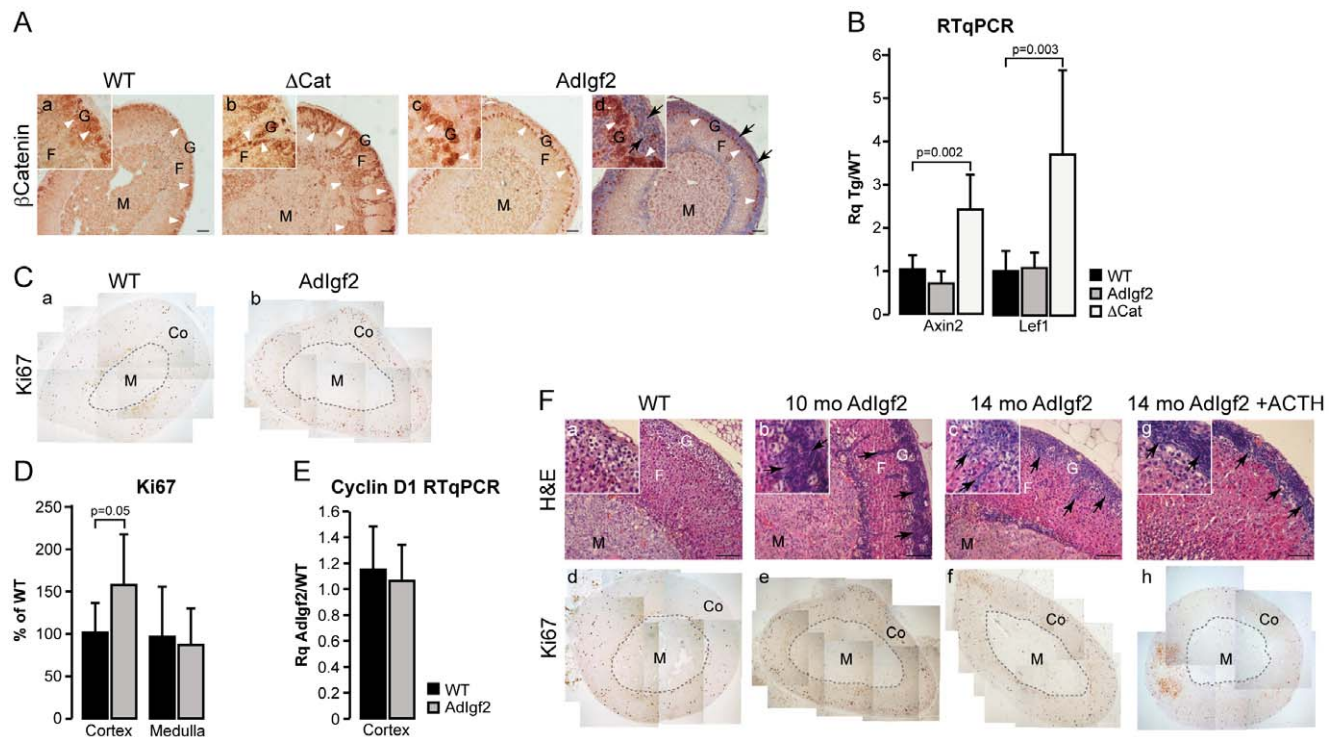 A
WT
ΔCat
AdIgf2
βCatenin
a
G
F
G
F
M
b
G
F
G
F
M
c
G
G
F
M
d
G
G
F
M
B
RTqPCR
Rq Tg/WT
6
5
4
3
2
1
0
p=0.002
p=0.003
Axin2
Lef1
WT
AdIgf2
ΔCat
C
WT
AdIgf2
Ki67
a
Co
M
b
Co
M
D
Ki67
% of WT
250
200
150
100
50
0
p=0.05
Cortex
Medulla
E
Cyclin D1 RTqPCR
Rq AdIgf2/WT
1.4
1.2
1.0
0.8
0.6
0.4
0.2
0
Cortex
WT
AdIgf2
F
WT
10 mo AdIgf2
14 mo AdIgf2
14 mo AdIgf2 +ACTH
H&E
a
G
F
M
b
G
F
M
c
G
F
M
g
Ki67
d
Co
M
e
Co
M
f
Co
M
h
Co
M